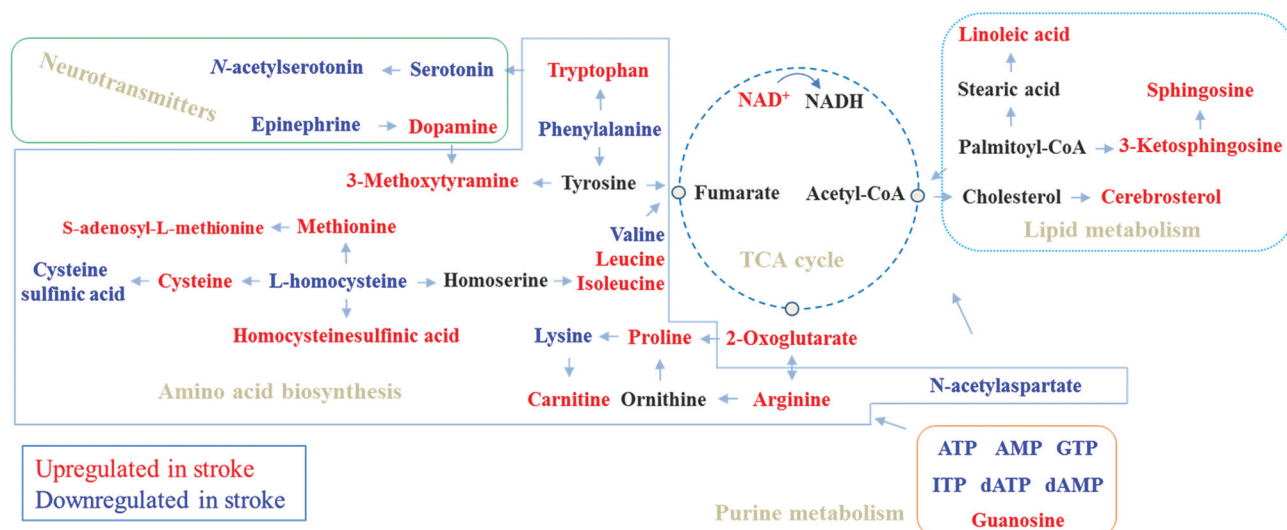 Neurotransmitters
N-acetylserotonin
Serotonin
Tryptophan
Epinephrine
Dopamine
Phenylalanine
3-Methoxytyramine
Tyrosine
S-adenosyl-L-methionine
Methionine
Valine
Leucine
Isoleucine
Cysteine
sulfinic acid
Cysteine
L-homocysteine
Homoserine
Homocysteinesulfinic acid
Lysine
Proline
2-Oxoglutarate
Amino acid biosynthesis
Carnitine
Ornithine
Arginine
NAD+
NADH
Fumarate
Acetyl-CoA
TCA cycle
Linoleic acid
Stearic acid
Sphingosine
Palmitoyl-CoA
3-Ketosphingosine
Cholesterol
Cerebrosterol
Lipid metabolism
N-acetylaspartate
ATP AMP GTP
ITP dATP dAMP
Guanosine
Purine metabolism
Upregulated in stroke
Downregulated in stroke